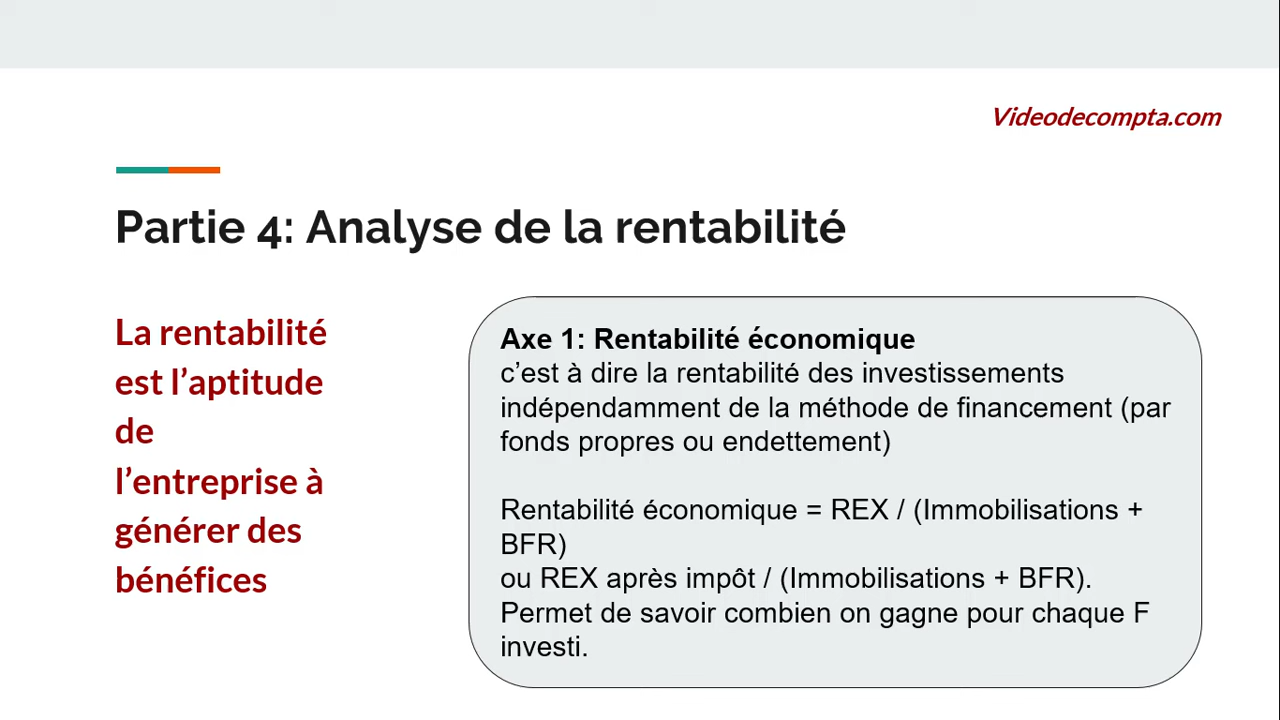 Videodecompta.com
Partie 4: Analyse de la rentabilité
La rentabilité
est l’aptitude
de
l’entreprise à
générer des
bénéfices
Axe 1: Rentabilité économique
c’est à dire la rentabilité des investissements
indépendamment de la méthode de financement (par
fonds propres ou endettement)
Rentabilité économique = REX / (Immobilisations +
BFR)
ou REX après impôt / (Immobilisations + BFR).
Permet de savoir combien on gagne pour chaque F
investi.